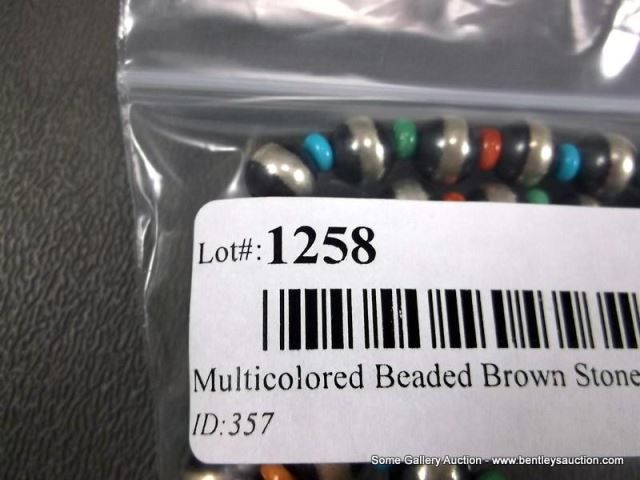 Lot#:1258
Multicolored Beaded Brown Stone
ID:357
Some Gallery Auction - www.bentleysauction.com